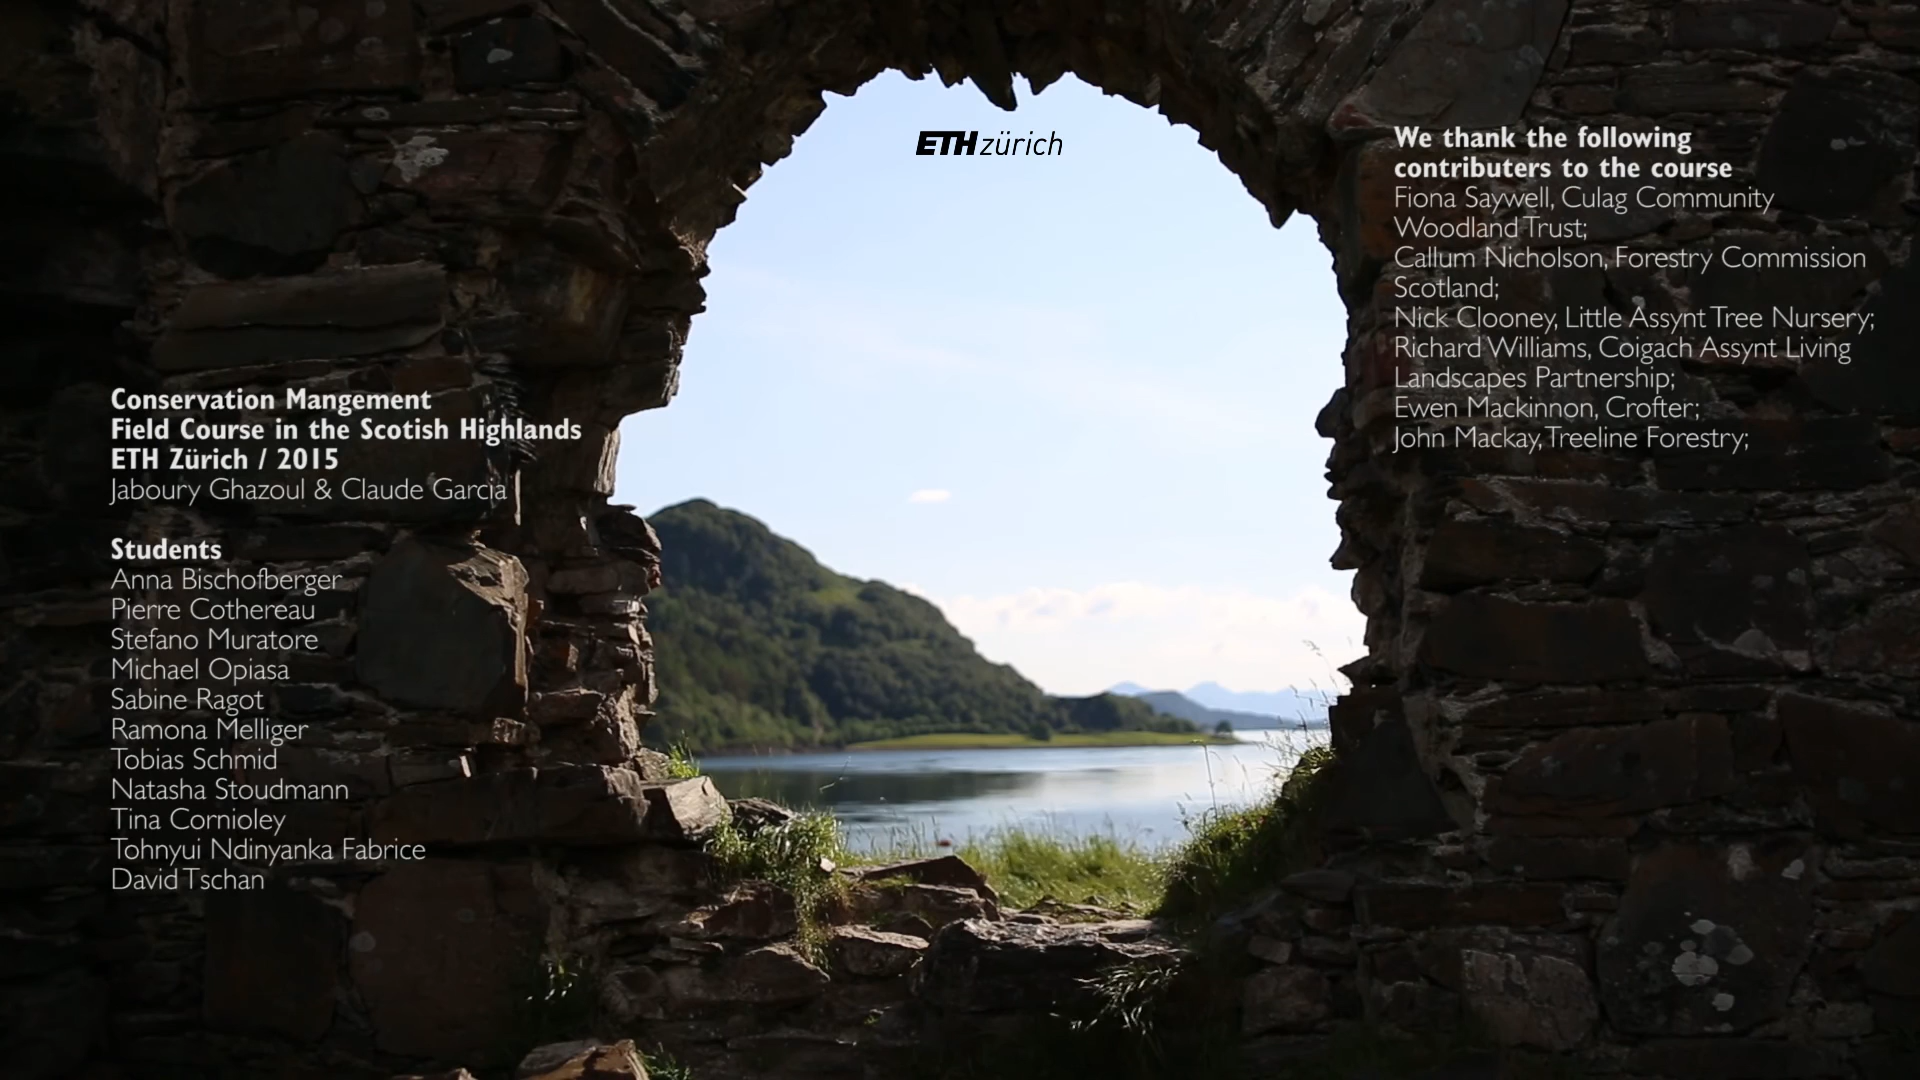 ETH zürich
Conservation Mangement
Field Course in the Scotish Highlands
ETH Zürich / 2015
Jaboury Ghazoul & Claude Garcia
Students
Anna Bischofberger
Pierre Cothereau
Stefano Muratore
Michael Opiasa
Sabine Ragot
Ramona Melliger
Tobias Schmid
Natasha Stoudmann
Tina Cornioley
Tohnyui Ndinyanka Fabrice
David Tschan
We thank the following
contributers to the course
Fiona Saywell, Culag Community
Woodland Trust;
Callum Nicholson, Forestry Commission
Scotland;
Nick Clooney, Little Assynt Tree Nursery;
Richard Williams, Coigach Assynt Living
Landscapes Partnership;
Ewen Mackinnon, Crofter;
John Mackay, Treeline Forestry;